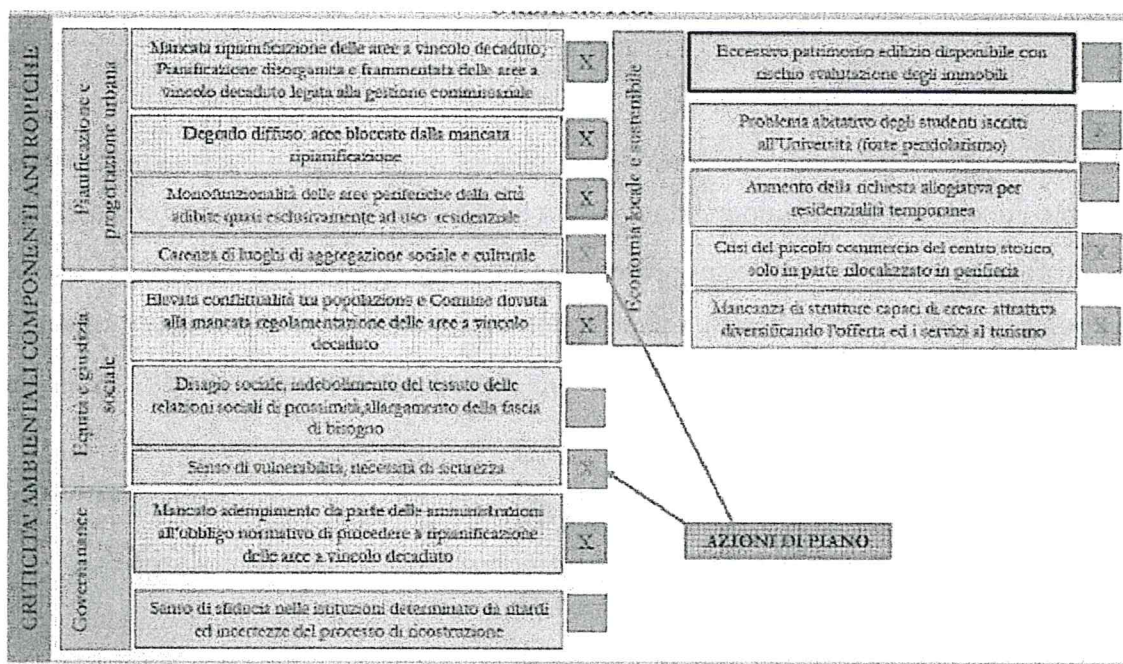 CRITICITA' AMBIENTALI COMPONENTI ANTROPICHE
Pianificazione e
progettazione urbana
Mancata ripianificazione delle aree a vincolo decaduto;
Pianificazione disorganica e frammentata delle aree a
vincolo decaduto legata alla gestione commissariale
X
Degrado diffuso, aree bloccate dalla mancata
ripianificazione
X
Monofunzionalità delle aree periferiche della città
adibite quasi esclusivamente ad uso residenziale
X
Carenza di luoghi di aggregazione sociale e culturale
X
Equità e giustizia
sociale
Elevata conflittualità tra popolazione e Comune dovuta
alla mancata regolamentazione delle aree a vincolo
decaduto
X
Disagio sociale, indebolimento del tessuto delle
relazioni sociali di prossimità, allargamento della fascia
di bisogno
Senso di vulnerabilità, necessità di sicurezza
X
Governance
Mancato adempimento da parte delle amministrazioni
all'obbligo normativo di procedere a ripianificazione
delle aree a vincolo decaduto
X
Senso di sfiducia nelle istituzioni determinato da ritardi
ed incertezze del processo di ricostruzione
Economia locale e sostenibile
Eccessivo patrimonio edilizio disponibile con
rischio svalutazione degli immobili
Problema abitativo degli studenti iscritti
all'Università (forte pendolarismo)
X
Aumento della richiesta alloggiativa per
residenzialità temporanea
Crisi del piccolo commercio del centro storico,
solo in parte rilocalizzato in periferia
X
Mancanza di strutture capaci di creare attrattiva
diversificando l'offerta ed i servizi al turismo
X
AZIONI DI PIANO